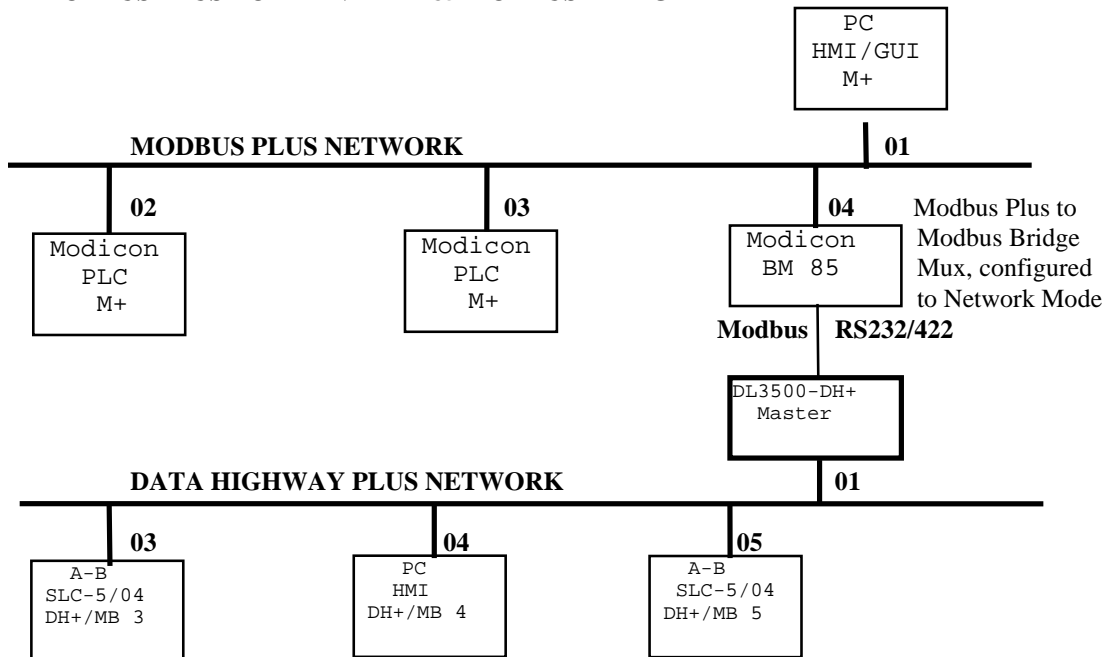 PC
HMI/GUI
M+
MODBUS PLUS NETWORK
01
02
03
04
Modicon
PLC
M+
Modicon
PLC
M+
Modicon
BM 85
Modbus Plus to
Modbus Bridge
Mux, configured
to Network Mode
Modbus
RS232/422
DL3500-DH+
Master
DATA HIGHWAY PLUS NETWORK
01
03
04
05
A-B
SLC-5/04
DH+/MB 3
PC
HMI
DH+/MB 4
A-B
SLC-5/04
DH+/MB 5